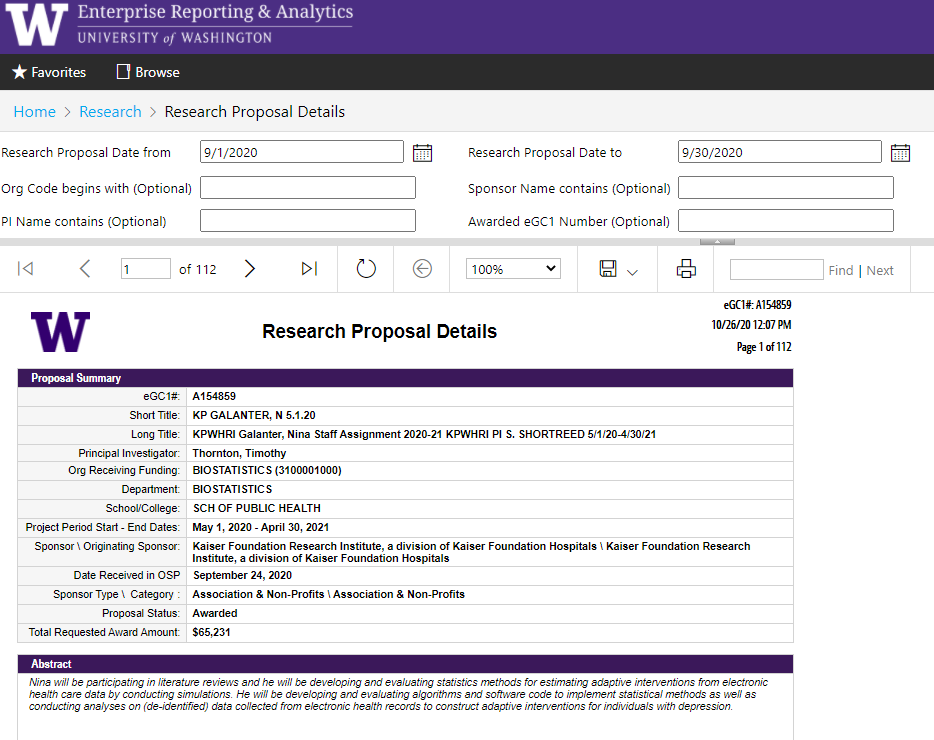 W Enterprise Reporting & Analytics
UNIVERSITY of WASHINGTON
Favorites Browse
Home > Research > Research Proposal Details
Research Proposal Date from 9/1/2020 Research Proposal Date to 9/30/2020
Org Code begins with (Optional) Sponsor Name contains (Optional)
PI Name contains (Optional) Awarded eGC1 Number (Optional)
1 of 112 100% Find | Next
eGC1#: A154859
W Research Proposal Details 10/26/20 12:07 PM
Page 1 of 112
Proposal Summary
eGC1#: A154859
Short Title: KP GALANTER, N 5.1.20
Long Title: KPWHRI Galanter, Nina Staff Assignment 2020-21 KPWHRI PI S. SHORTREED 5/1/20-4/30/21
Principal Investigator: Thornton, Timothy
Org Receiving Funding: BIOSTATISTICS (3100001000)
Department: BIOSTATISTICS
School/College: SCH OF PUBLIC HEALTH
Project Period Start - End Dates: May 1, 2020 - April 30, 2021
Sponsor \ Originating Sponsor: Kaiser Foundation Research Institute, a division of Kaiser Foundation Hospitals \ Kaiser Foundation Research
Institute, a division of Kaiser Foundation Hospitals
Date Received in OSP September 24, 2020
Sponsor Type \ Category : Association & Non-Profits \ Association & Non-Profits
Proposal Status: Awarded
Total Requested Award Amount: $65,231
Abstract
Nina will be participating in literature reviews and he will be developing and evaluating statistics methods for estimating adaptive interventions from electronic
health care data by conducting simulations. He will be developing and evaluating algorithms and software code to implement statistical methods as well as
conducting analyses on (de-identified) data collected from electronic health records to construct adaptive interventions for individuals with depression.